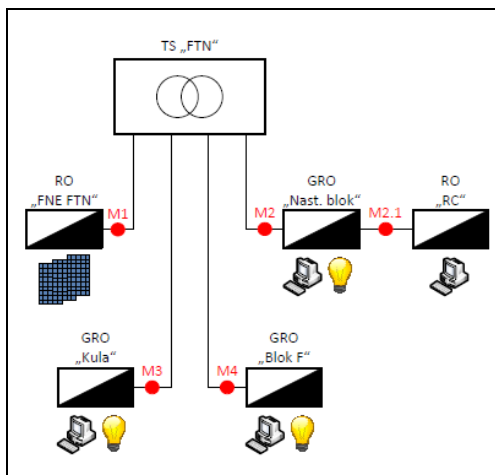 TS „FTN“
RO
„FNE FTN“
M1
M2
GRO
„Nast. blok“
M2.1
RO
„RC“
GRO
„Kula“
M3
M4
GRO
„Blok F“